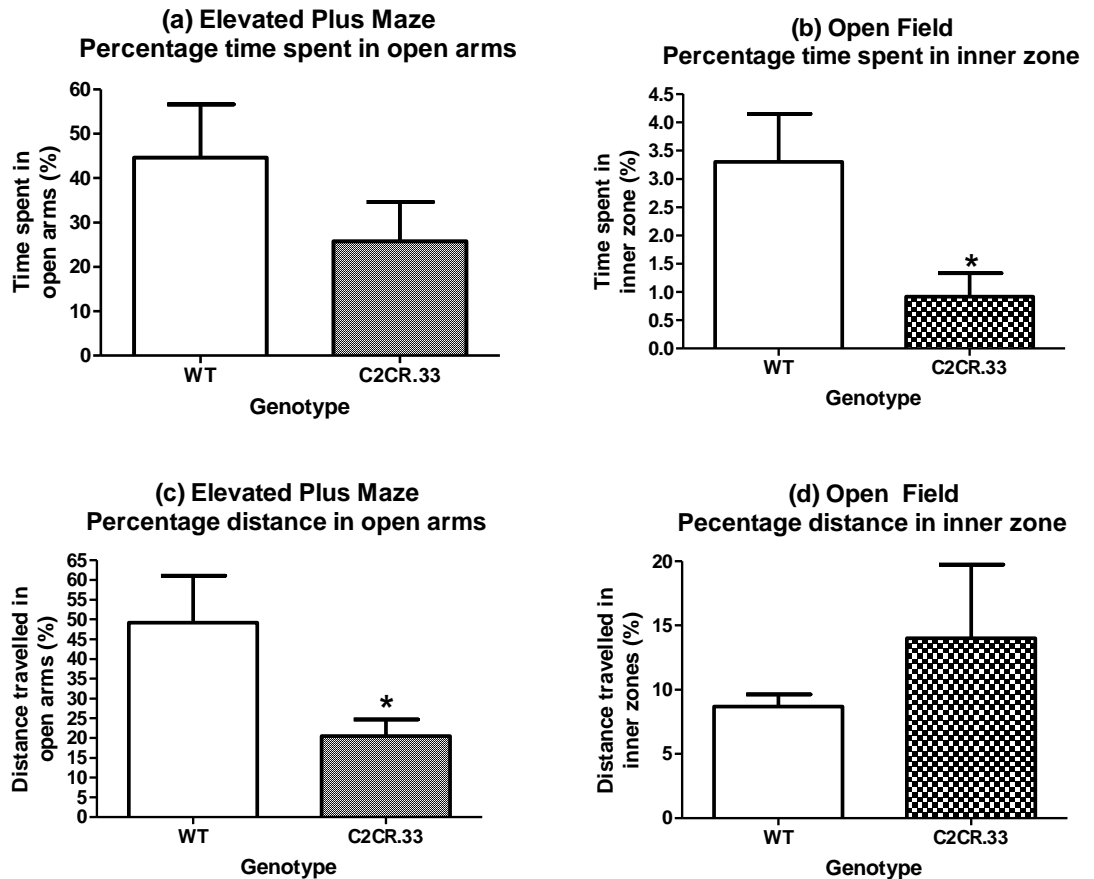 (a) Elevated Plus Maze
Percentage time spent in open arms
Time spent in
open arms (%)
60
50
40
30
20
10
0
WT
C2CR.33
Genotype
(b) Open Field
Percentage time spent in inner zone
Time spent in
inner zone (%)
4.5
4.0
3.5
3.0
2.5
2.0
1.5
1.0
0.5
0.0
*
WT
C2CR.33
Genotype
(c) Elevated Plus Maze
Percentage distance in open arms
Distance travelled in
open arms (%)
65
60
55
50
45
40
35
30
25
20
15
10
5
0
*
WT
C2CR.33
Genotype
(d) Open Field
Pecentage distance in inner zone
Distance travelled in
inner zones (%)
20
15
10
5
0
WT
C2CR.33
Genotype